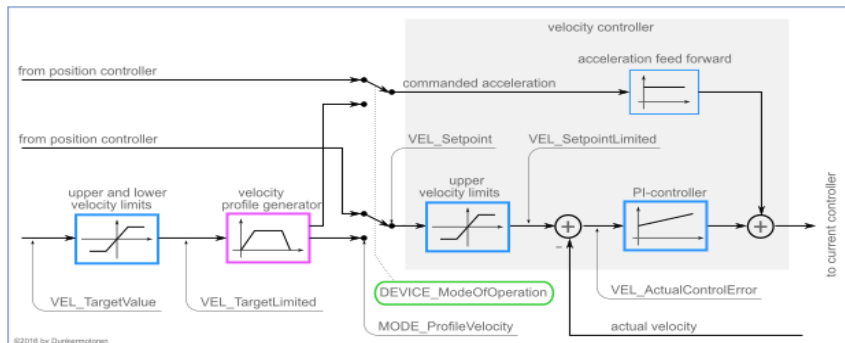 velocity controller
acceleration feed forward
from position controller
commanded acceleration
from position controller
VEL_Setpoint
VEL_SetpointLimited
upper and lower
velocity limits
velocity
profile generator
upper
velocity limits
PI-controller
to current controller
DEVICE_ModeOfOperation
VEL_TargetValue
VEL_TargetLimited
VEL_ActualControlError
MODE_ProfileVelocity
actual velocity
©2016 by Dunkermotoren